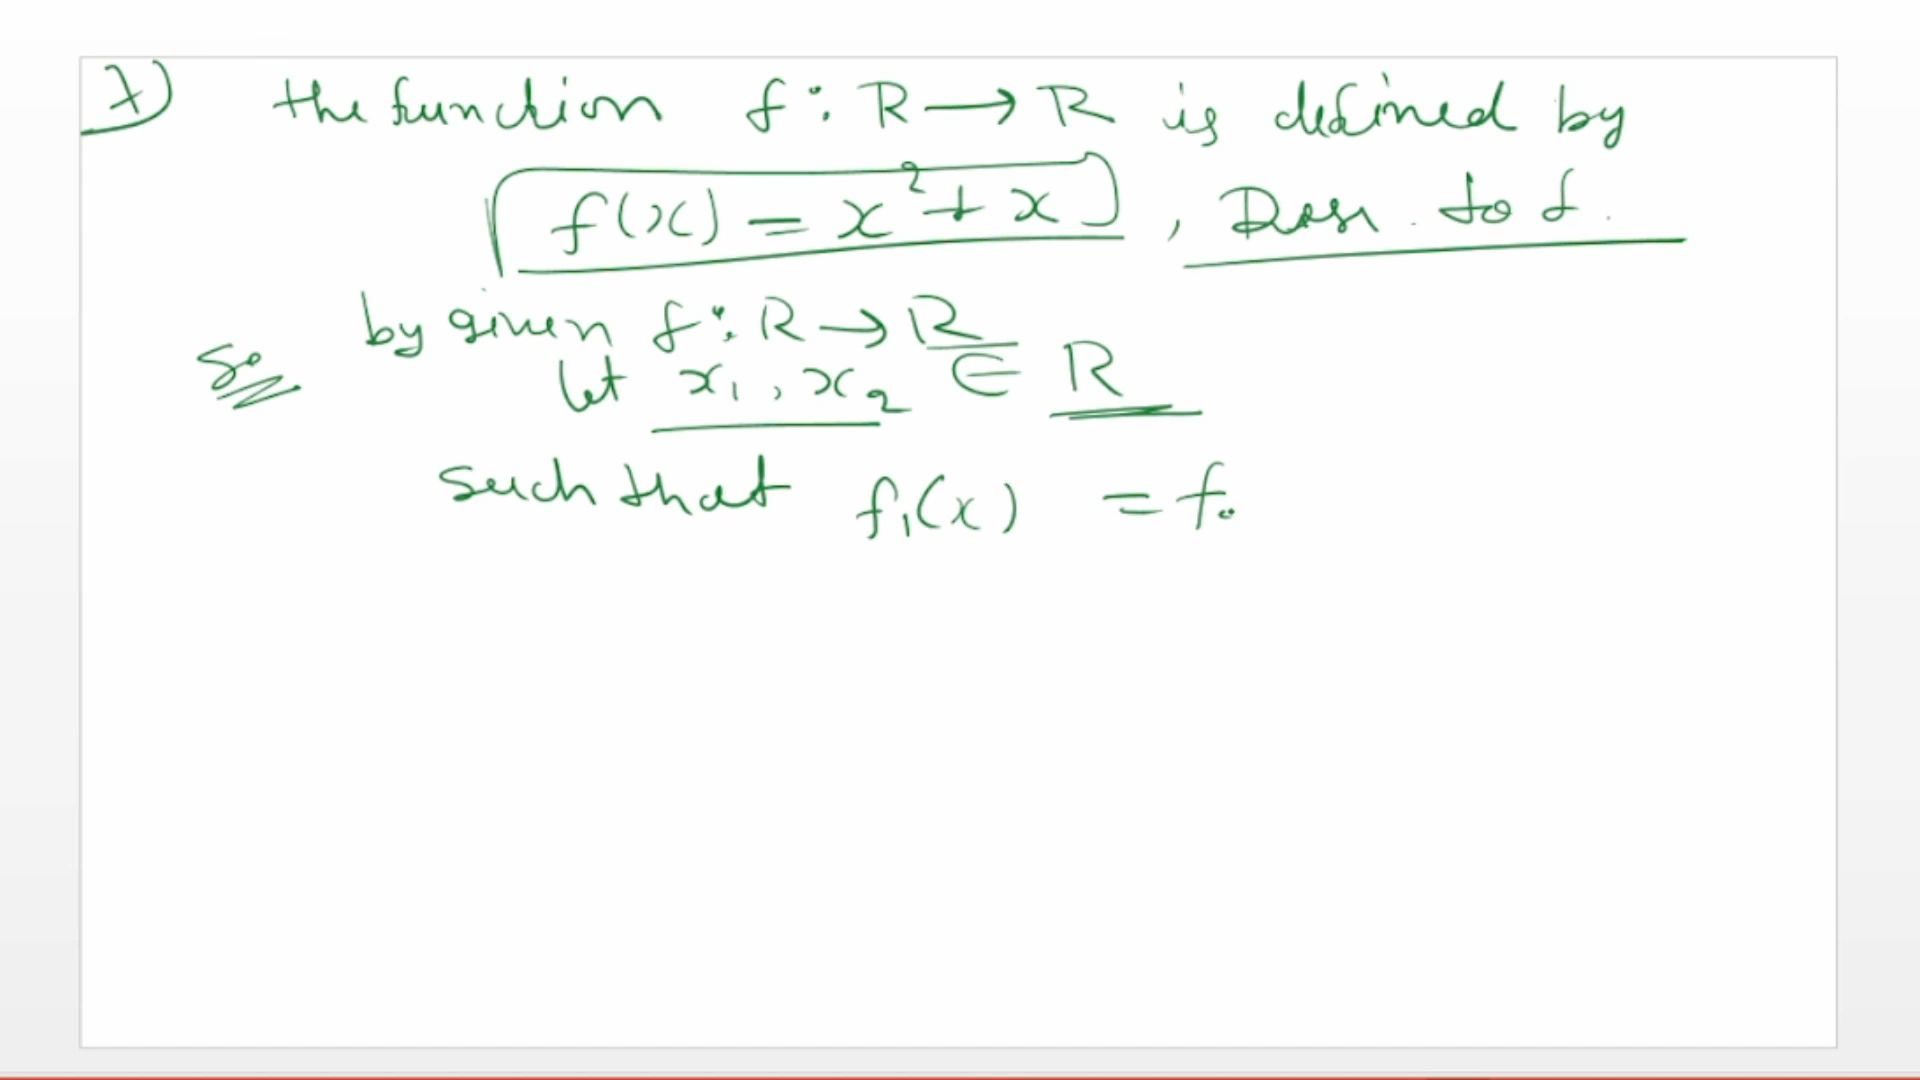 7) the function f : R → R is defined by
f(x) = x² + x , to f.
So by given f : R → R
let x₁ , x₂ ∈ R
such that f₁(x) = f